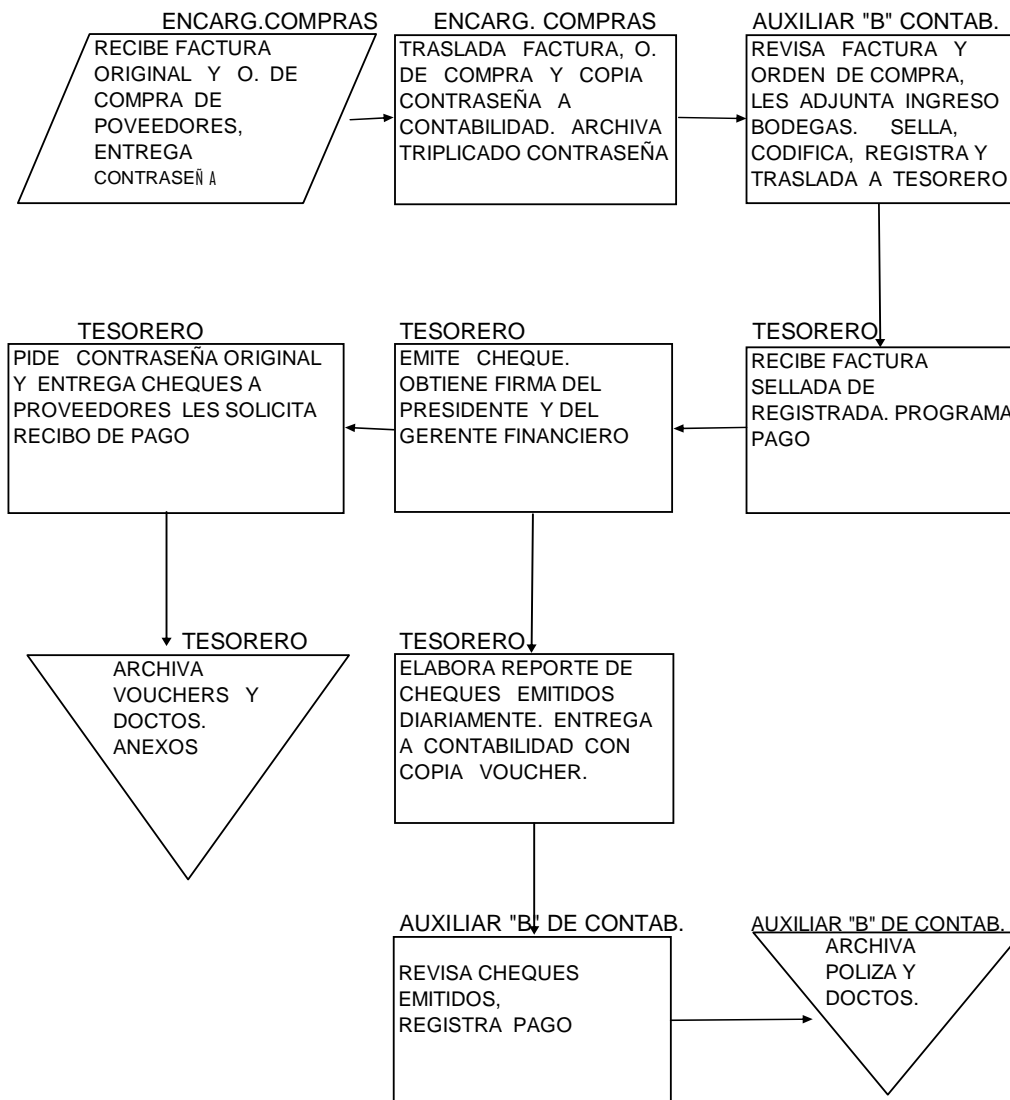 ENCARG.COMPRAS
RECIBE FACTURA
ORIGINAL Y O. DE
COMPRA DE
POVEEDORES,
ENTREGA
CONTRASEÑA
ENCARG. COMPRAS
TRASLADA FACTURA, O.
DE COMPRA Y COPIA
CONTRASEÑA A
CONTABILIDAD. ARCHIVA
TRIPLICADO CONTRASEÑA
AUXILIAR "B" CONTAB.
REVISA FACTURA Y
ORDEN DE COMPRA,
LES ADJUNTA INGRESO
BODEGAS. SELLA,
CODIFICA, REGISTRA Y
TRASLADA A TESORERO
TESORERO
RECIBE FACTURA
SELLADA DE
REGISTRADA. PROGRAMA
PAGO
TESORERO
EMITE CHEQUE.
OBTIENE FIRMA DEL
PRESIDENTE Y DEL
GERENTE FINANCIERO
TESORERO
PIDE CONTRASEÑA ORIGINAL
Y ENTREGA CHEQUES A
PROVEEDORES LES SOLICITA
RECIBO DE PAGO
TESORERO
ARCHIVA
VOUCHERS Y
DOCTOS.
ANEXOS
TESORERO
ELABORA REPORTE DE
CHEQUES EMITIDOS
DIARIAMENTE. ENTREGA
A CONTABILIDAD CON
COPIA VOUCHER.
AUXILIAR "B" DE CONTAB.
REVISA CHEQUES
EMITIDOS,
REGISTRA PAGO
AUXILIAR "B" DE CONTAB.
ARCHIVA
POLIZA Y
DOCTOS.